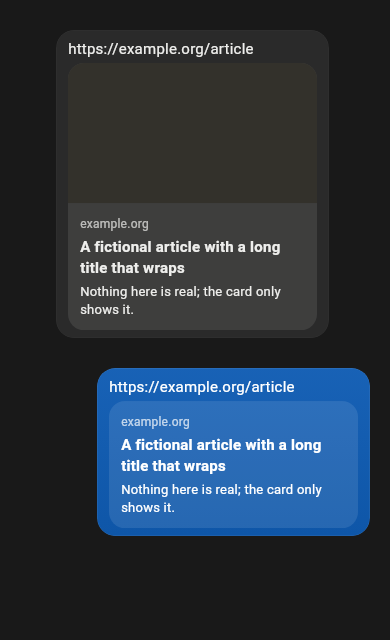 https://example.org/article
example.org
A fictional article with a long
title that wraps
Nothing here is real; the card only
shows it.
https://example.org/article
example.org
A fictional article with a long
title that wraps
Nothing here is real; the card only
shows it.